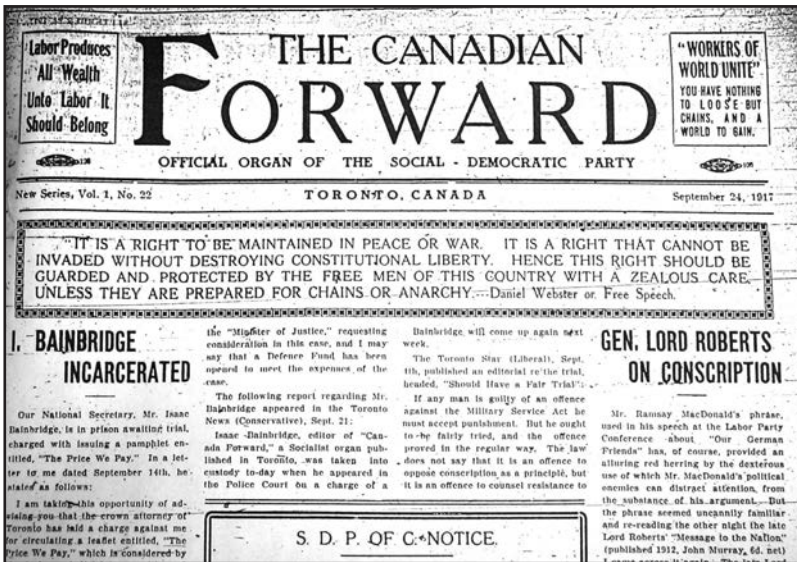 Labor Produces
All Wealth
Unto Labor It
Should Belong
THE CANADIAN
FORWARD
OFFICIAL ORGAN OF THE SOCIAL - DEMOCRATIC PARTY
"WORKERS OF
WORLD UNITE"
YOU HAVE NOTHING
TO LOOSE BUT
CHAINS, AND A
WORLD TO GAIN.
New Series, Vol. 1, No. 22
TORONTO, CANADA
September 24, 1917
"IT IS A RIGHT TO BE MAINTAINED IN PEACE OR WAR. IT IS A RIGHT THAT CANNOT BE
INVADED WITHOUT DESTROYING CONSTITUTIONAL LIBERTY. HENCE THIS RIGHT SHOULD BE
GUARDED AND PROTECTED BY THE FREE MEN OF THIS COUNTRY WITH A ZEALOUS CARE,
UNLESS THEY ARE PREPARED FOR CHAINS OR ANARCHY.---Daniel Webster or Free Speech.
I. BAINBRIDGE
INCARCERATED
Our National Secretary, Mr. Isaac
Bainbridge, is in prison awaiting trial,
charged with issuing a pamphlet en-
titled, "The Price We Pay." In a let-
ter to me dated September 14th, he
stated as follows:
I am taking this opportunity of ad-
vising you that the crown attorney of
Toronto has laid a charge against me
for circulating a leaflet entitled, "The
Price We Pay," which is considered by
the "Minister of Justice," requesting
consideration in this case, and I may
say that a Defence Fund has been
opened to meet the expenses of the
case.
The following report regarding Mr.
Bainbridge appeared in the Toronto
News (Conservative), Sept. 21:
Isaac Bainbridge, editor of "Can-
ada Forward," a Socialist organ pub-
lished in Toronto, was taken into
custody to-day when he appeared in
the Police Court on a charge of a
Bainbridge will come up again next
week.
The Toronto Star (Liberal), Sept.
published an editorial re the trial,
headed, "Should Have a Fair Trial":
If any man is guilty of an offence
against the Military Service Act he
must accept punishment. But he ought
to be fairly tried, and the offence
proved in the regular way. The law
does not say that it is an offence to
oppose conscription as a principle, but
it is an offence to counsel resistance to
S. D. P. OF C. NOTICE.
GEN. LORD ROBERTS
ON CONSCRIPTION
Mr. Ramsay MacDonald's phrase,
used in his speech at the Labor Party
Conference about "Our German
Friends" has, of course, provided an
alluring red herring by the dexterous
use of which Mr. MacDonald's political
enemies can distract attention from
the substance of his argument. But
the phrase seemed uncannily familiar
and re-reading the other night the late
Lord Roberts' "Message to the Nation"
(published 1912, John Murray, 6d. net)